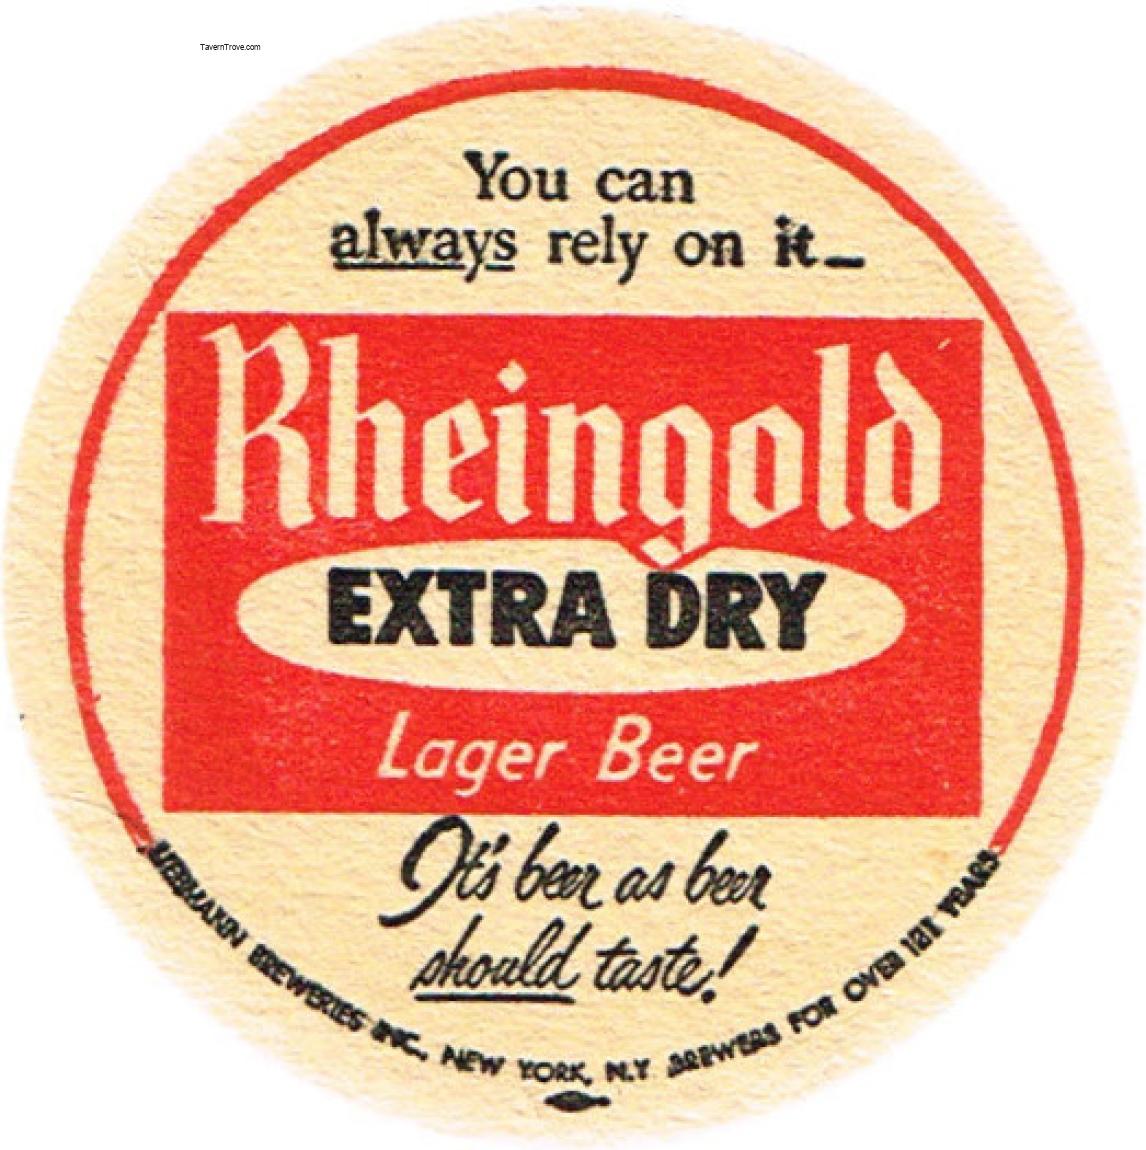 TavernTrove.com
You can
always rely on it_
Rheingold
EXTRA DRY
Lager Beer
It's beer as beer
should taste!
LIEBMANN BREWERIES INC., NEW YORK, N.Y. BREWERS FOR OVER YEARS